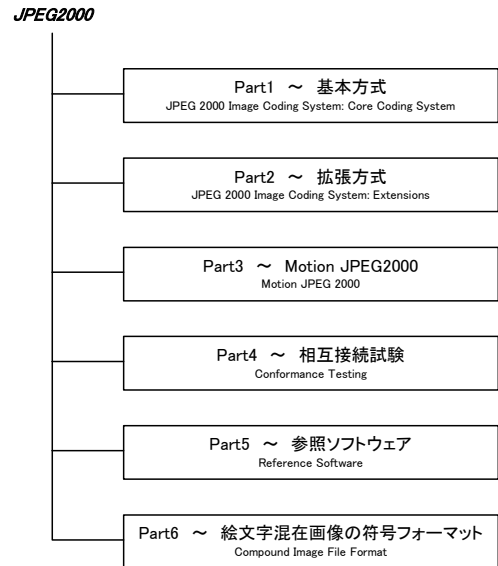 JPEG2000
Part1 ～ 基本方式
JPEG 2000 Image Coding System: Core Coding System
Part2 ～ 拡張方式
JPEG 2000 Image Coding System: Extensions
Part3 ～ Motion JPEG2000
Motion JPEG 2000
Part4 ～ 相互接続試験
Conformance Testing
Part5 ～ 参照ソフトウェア
Reference Software
Part6 ～ 絵文字混在画像の符号フォーマット
Compound Image File Format